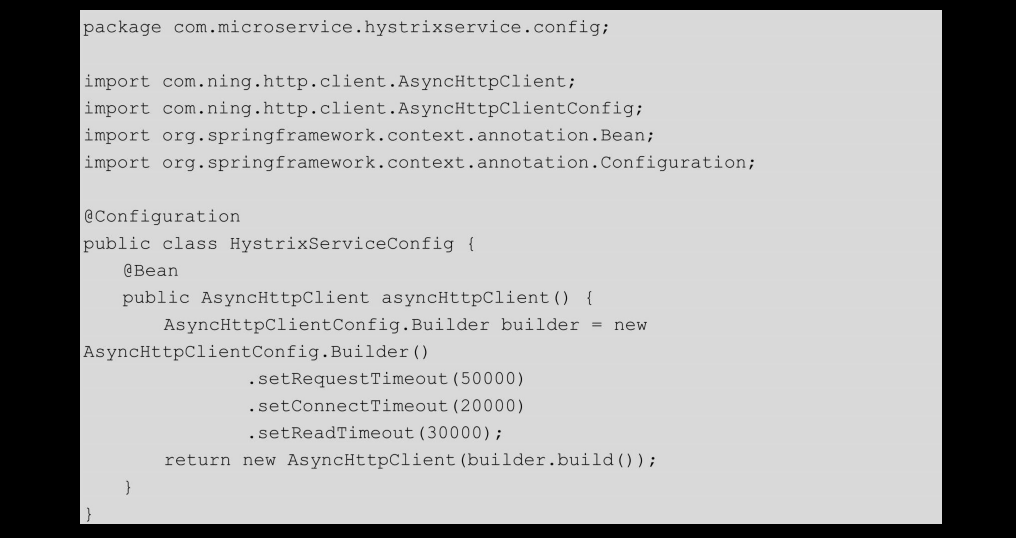 package com.microservice.hystrixservice.config;
import com.ning.http.client.AsyncHttpClient;
import com.ning.http.client.AsyncHttpClientConfig;
import org.springframework.context.annotation.Bean;
import org.springframework.context.annotation.Configuration;
@Configuration
public class HystrixServiceConfig {
@Bean
public AsyncHttpClient asyncHttpClient() {
AsyncHttpClientConfig.Builder builder = new
AsyncHttpClientConfig.Builder()
.setRequestTimeout(50000)
.setConnectTimeout(20000)
.setReadTimeout(30000);
return new AsyncHttpClient(builder.build());
}
}